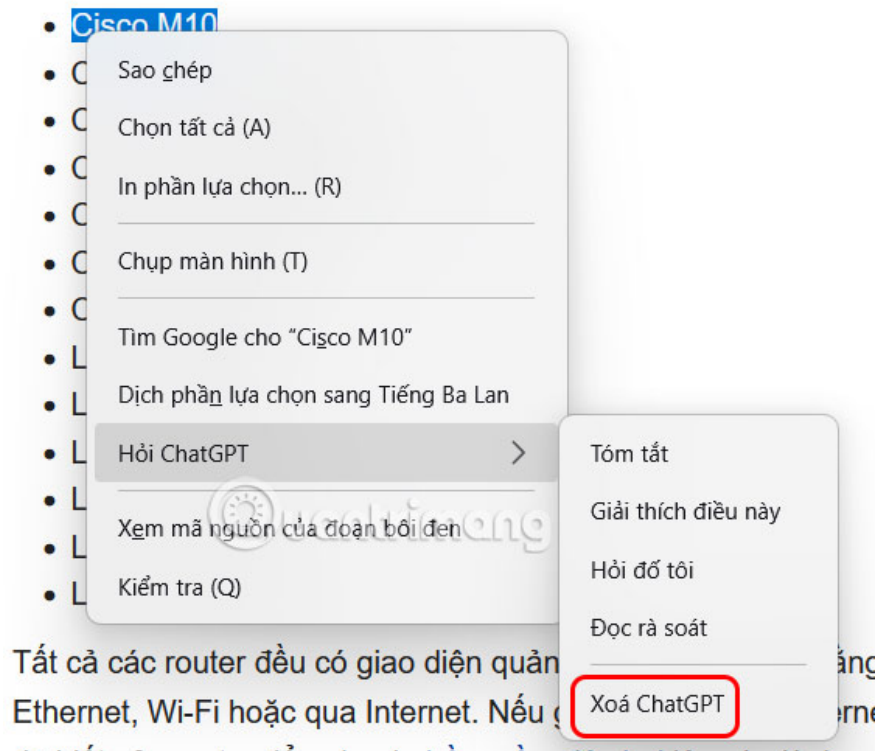 Cisco M10
Sao chép
Chọn tất cả (A)
In phần lựa chọn... (R)
Chụp màn hình (T)
Tìm Google cho “Cisco M10”
Dịch phần lựa chọn sang Tiếng Ba Lan
Hỏi ChatGPT
Xem mã nguồn của đoạn bôi đen
Kiểm tra (Q)
Tóm tắt
Giải thích điều này
Hỏi đố tôi
Đọc rà soát
Xoá ChatGPT
Quantrimang
Tất cả các router đều có giao diện quản
Ethernet, Wi-Fi hoặc qua Internet. Nếu